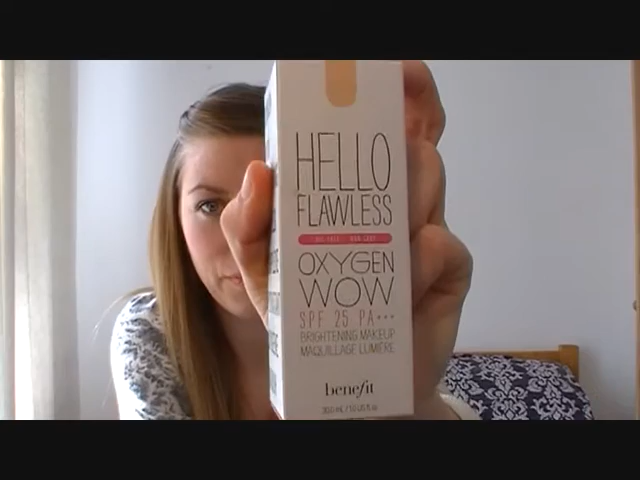 HELLO
FLAWLESS
OXYGEN
WOW
SPF 25 PA+++
BRIGHTENING MAKEUP
MAQUILLAGE LUMIÈRE
benefit